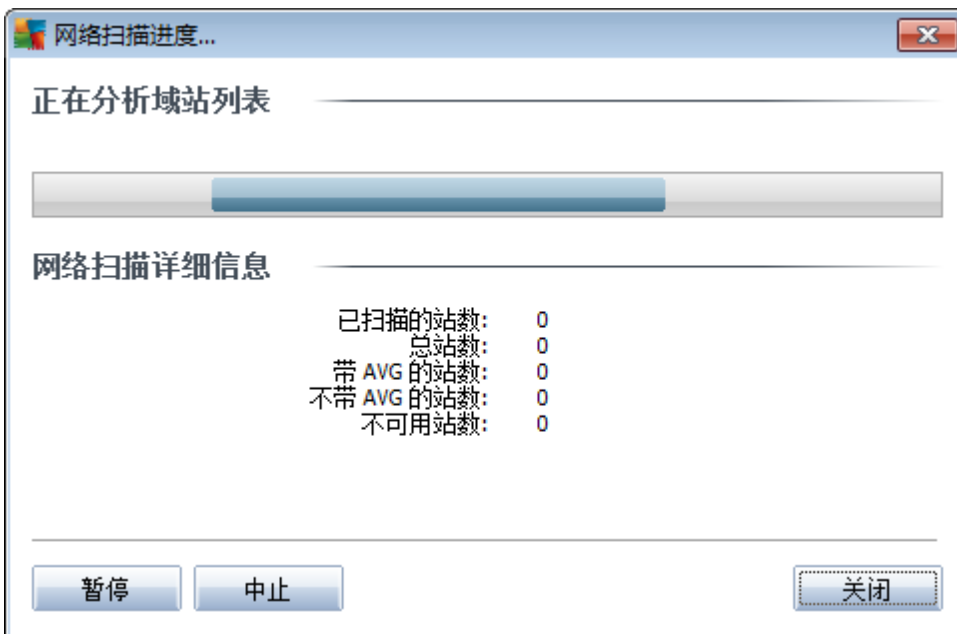 网络扫描进度...
正在分析域站列表
网络扫描详细信息
已扫描的站数: 0
总站数: 0
带 AVG 的站数: 0
不带 AVG 的站数: 0
不可用站数: 0
暂停 中止 关闭